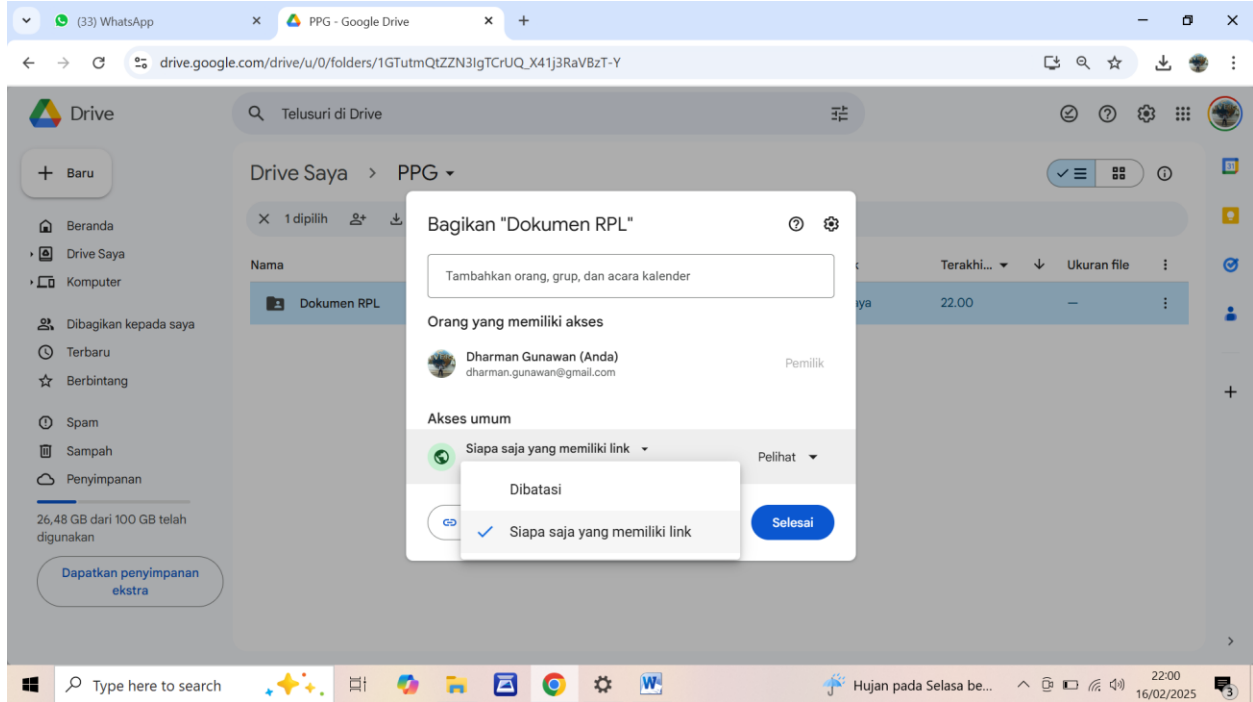 (33) WhatsApp
PPG - Google Drive
drive.google.com/drive/u/0/folders/1GTutmQtZZN3IgTCrUQ_X41j3RaVBzT-Y
Drive
Telusuri di Drive
Baru
Drive Saya > PPG
1 dipilih
Beranda
Drive Saya
Komputer
Dibagikan kepada saya
Terbaru
Berbintang
Spam
Sampah
Penyimpanan
26,48 GB dari 100 GB telah
digunakan
Dapatkan penyimpanan
ekstra
Nama
Terakhi...
Ukuran file
Dokumen RPL
22.00
—
Bagikan "Dokumen RPL"
Tambahkan orang, grup, dan acara kalender
Orang yang memiliki akses
Dharman Gunawan (Anda)
Pemilik
dharman.gunawan@gmail.com
Akses umum
Siapa saja yang memiliki link
Pelihat
Dibatasi
Siapa saja yang memiliki link
Selesai
31
Type here to search
Hujan pada Selasa be...
22:00
16/02/2025
3